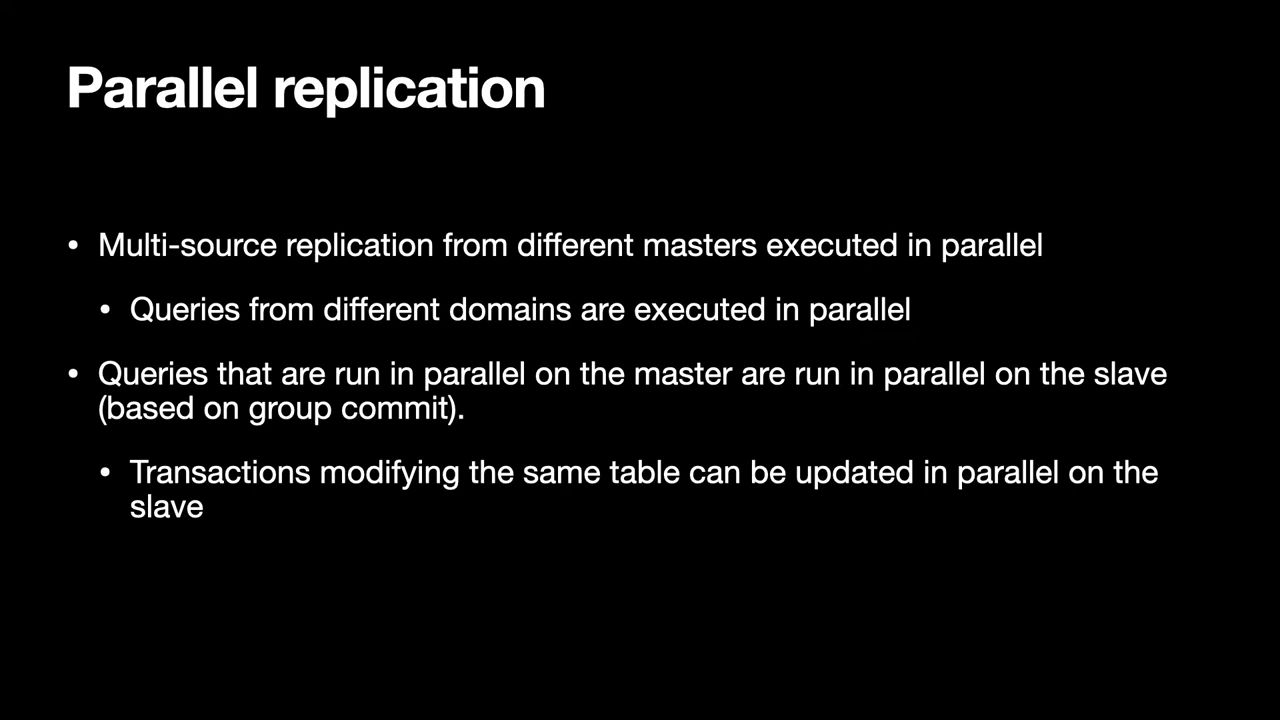 Parallel replication
• Multi-source replication from different masters executed in parallel
• Queries from different domains are executed in parallel
• Queries that are run in parallel on the master are run in parallel on the slave
(based on group commit).
• Transactions modifying the same table can be updated in parallel on the
slave